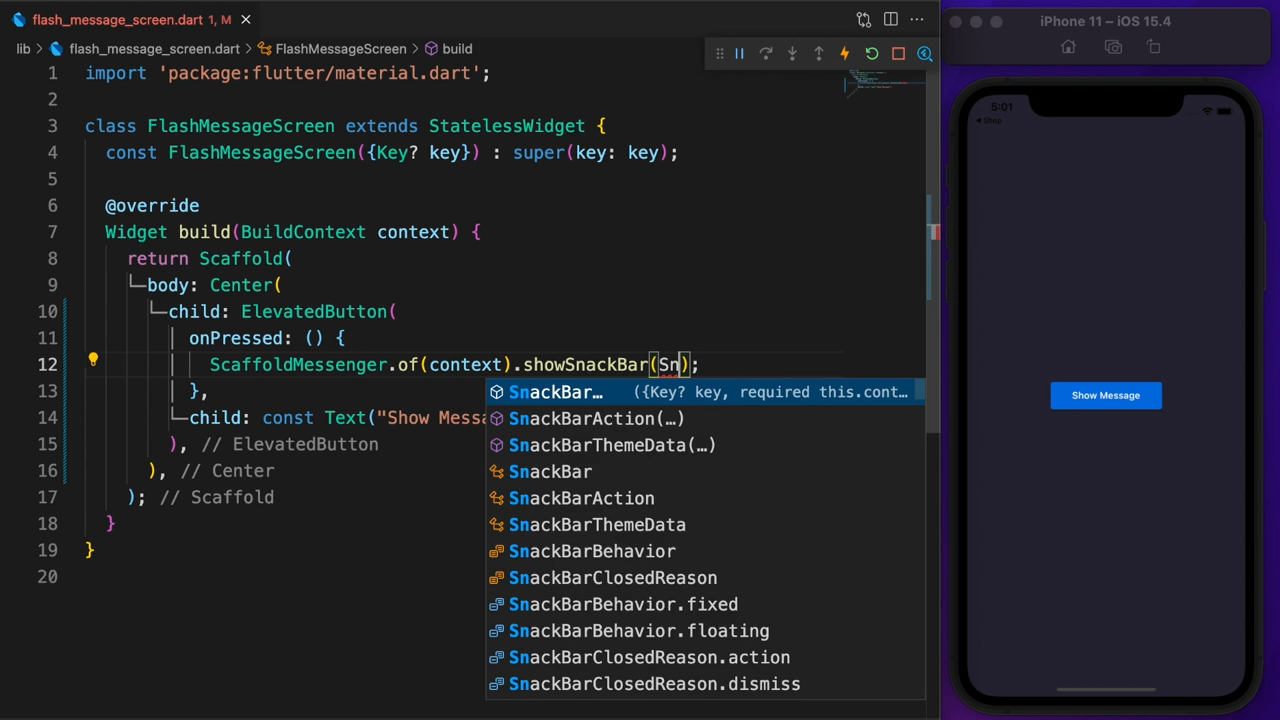 flash_message_screen.dart 1, M
lib > flash_message_screen.dart > FlashMessageScreen > build
1 import 'package:flutter/material.dart';
2
3 class FlashMessageScreen extends StatelessWidget {
4 const FlashMessageScreen({Key? key}) : super(key: key);
5
6 @override
7 Widget build(BuildContext context) {
8 return Scaffold(
9 body: Center(
10 child: ElevatedButton(
11 onPressed: () {
12 ScaffoldMessenger.of(context).showSnackBar(Sn);
13 },
14 child: const Text("Show Messa
15 ), // ElevatedButton
16 ), // Center
17 ); // Scaffold
18 }
19 }
20
SnackBar… ({Key? key, required this.cont…
SnackBarAction(…)
SnackBarThemeData(…)
SnackBar
SnackBarAction
SnackBarThemeData
SnackBarBehavior
SnackBarClosedReason
SnackBarBehavior.fixed
SnackBarBehavior.floating
SnackBarClosedReason.action
SnackBarClosedReason.dismiss
iPhone 11 – iOS 15.4
5:01
Shop
Show Message